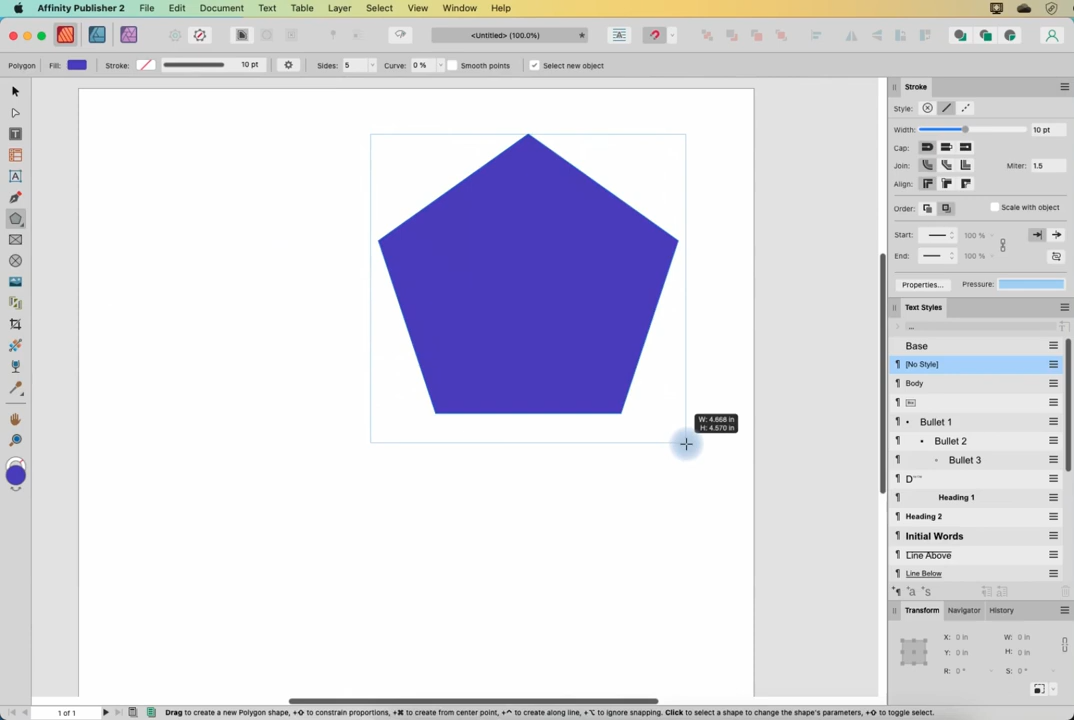 Affinity Publisher 2 File Edit Document Text Table Layer Select View Window Help
<Untitled> (100.0%)
Polygon Fill: Stroke: 10 pt Sides: 5 Curve: 0 % Smooth points Select new object
Stroke
Style:
Width: 10 pt
Cap:
Join: Miter: 1.5
Align:
Order: Scale with object
Start: 100 %
End: 100 %
Properties... Pressure:
Text Styles
Base
[No Style]
Body
Bullet 1
Bullet 2
Bullet 3
Heading 1
Heading 2
Initial Words
Line Above
Line Below
W: 4.668 in
H: 4.570 in
Transform Navigator History
X: 0 in W: 0 in
Y: 0 in H: 0 in
R: 0 ° S: 0 °
1 of 1 Drag to create a new Polygon shape, +⇧ to constrain proportions, +⌘ to create from center point, +^ to create along line, +⌥ to ignore snapping. Click to select a shape to change the shape's parameters, +⇧ to toggle select.